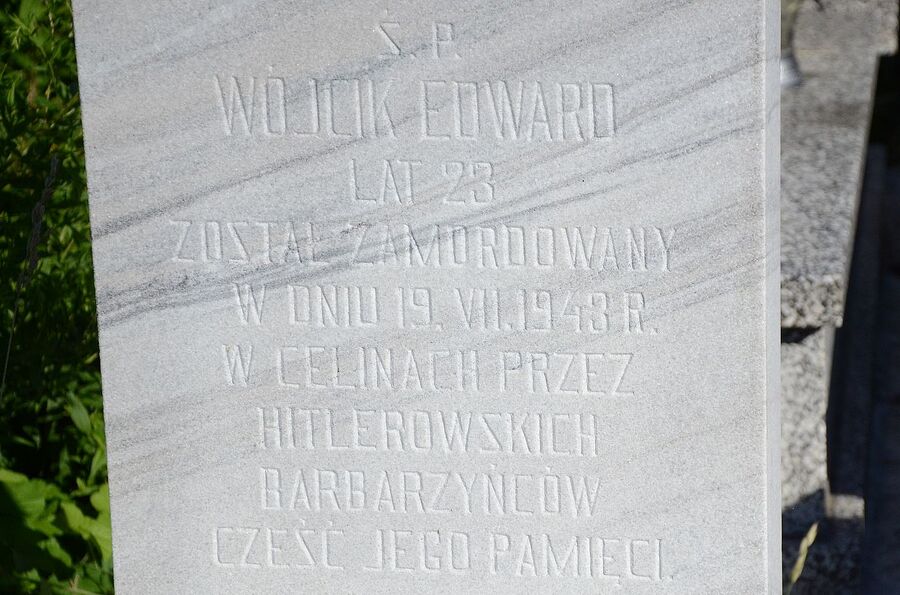 Ś. P.
WÓJCIK EDWARD
LAT 23
ZOSTAŁ ZAMORDOWANY
W DNIU 19. VII.1943 R.
W CELINACH PRZEZ
HITLEROWSKICH
BARBARZYŃCÓW
CZEŚĆ JEGO PAMIĘCI.